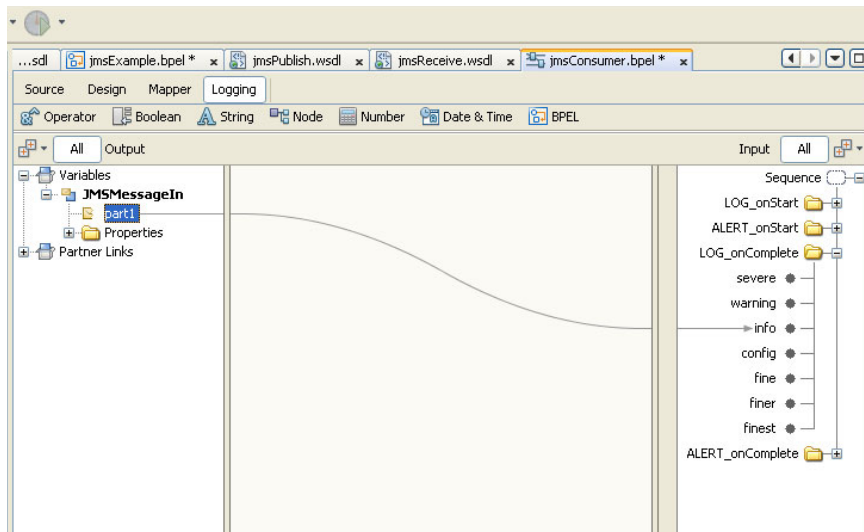 ...sdl jmsExample.bpel * x jmsPublish.wsdl x jmsReceive.wsdl x jmsConsumer.bpel * x
Source Design Mapper Logging
Operator Boolean String Node Number Date & Time BPEL
All Output Input All
Variables
JMSMessageIn
part1
Properties
Partner Links
Sequence
LOG_onStart
ALERT_onStart
LOG_onComplete
severe
warning
info
config
fine
finer
finest
ALERT_onComplete